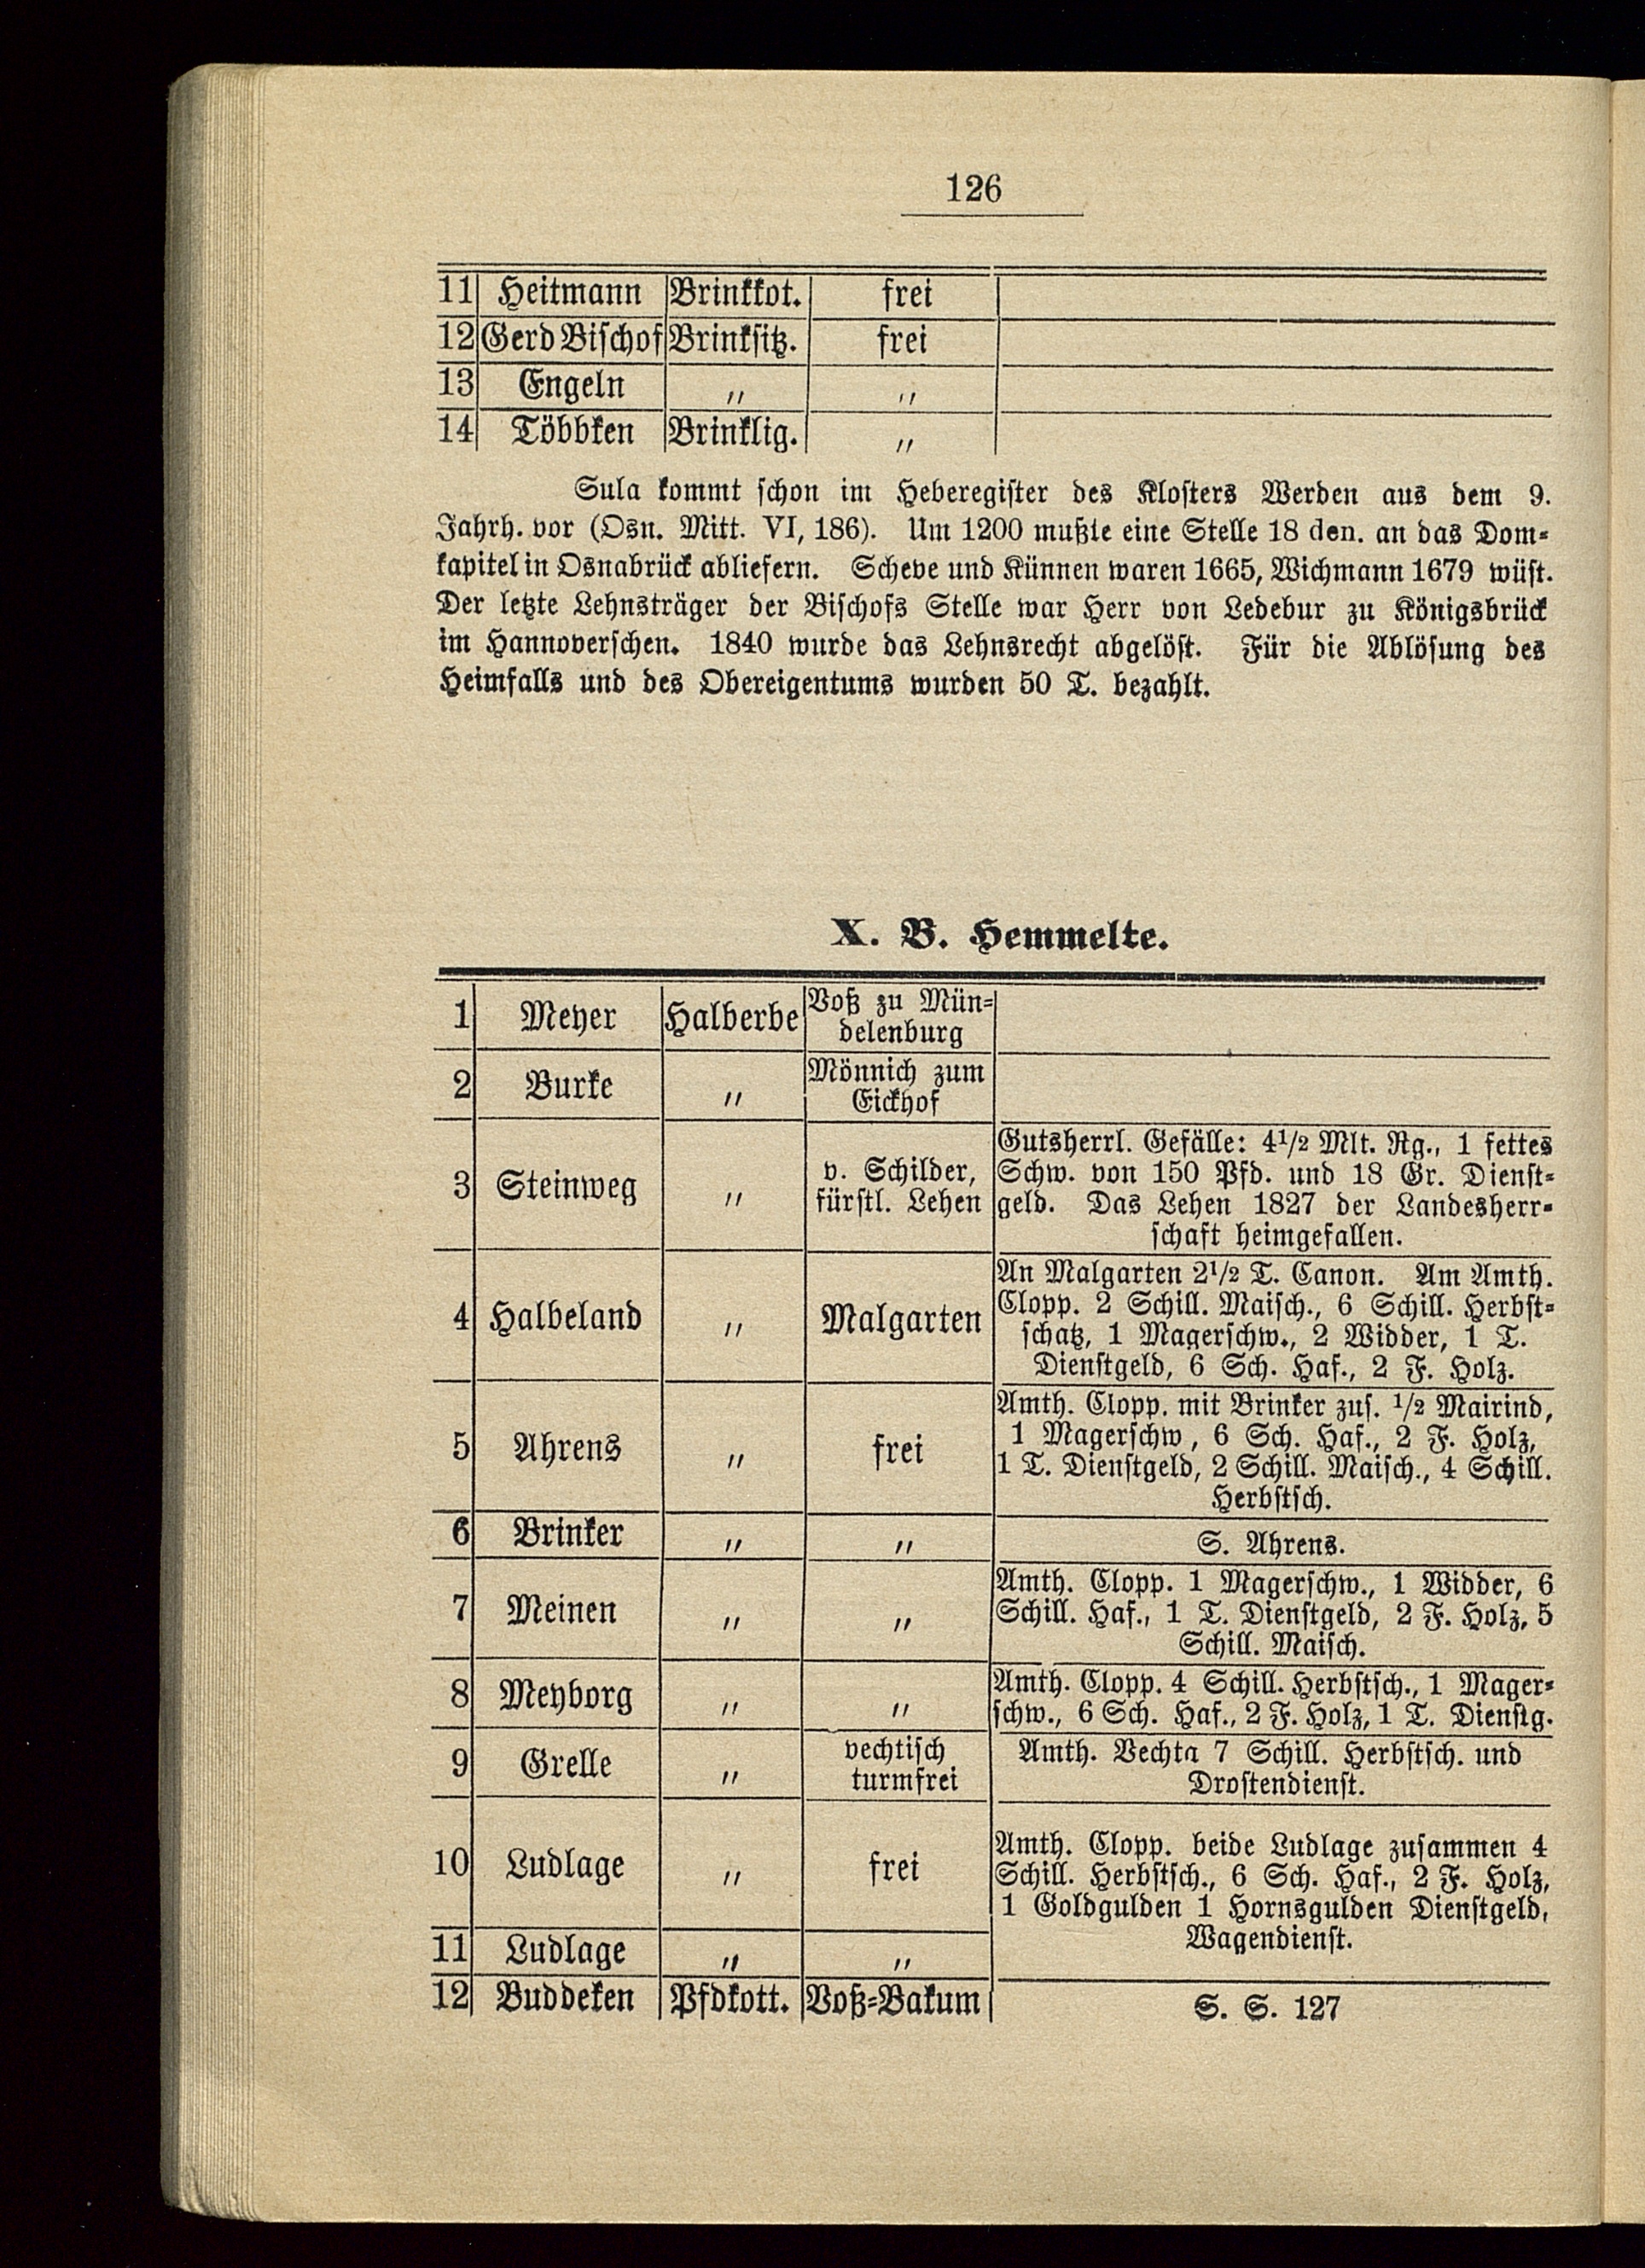 126
11 Heitmann Brinkkot. frei
12 Gerd Bischof Brinksitz. frei
13 Engeln " "
14 Többken Brinklig. "
Sula kommt schon im Heberegister des Klosters Werden aus dem 9.
Jahrh. vor (Osn. Mitt. VI, 186). Um 1200 mußte eine Stelle 18 den. an das Dom-
kapitel in Osnabrück abliefern. Scheve und Künnen waren 1665, Wichmann 1679 wüst.
Der letzte Lehnsträger der Bischofs Stelle war Herr von Ledebur zu Königsbrück
im Hannoverschen. 1840 wurde das Lehnsrecht abgelöst. Für die Ablösung des
Heimfalls und des Obereigentums wurden 50 T. bezahlt.
X. B. Hemmelte.
1 Meyer Halberbe Voß zu Mün-
delenburg
2 Burke " Mönnich zum
Eickhof
3 Steinweg " v. Schilder,
fürstl. Lehen
Gutsherrl. Gefälle: 4½ Mlt. Rg., 1 fettes
Schw. von 150 Pfd. und 18 Gr. Dienst-
geld. Das Lehen 1827 der Landesherr-
schaft heimgefallen.
4 Halbeland " Malgarten
An Malgarten 2½ T. Canon. Am Amth.
Clopp. 2 Schill. Maisch., 6 Schill. Herbst-
schatz, 1 Magerschw., 2 Widder, 1 T.
Dienstgeld, 6 Sch. Haf., 2 F. Holz.
5 Ahrens " frei
Amth. Clopp. mit Brinker zus. ½ Mairind,
1 Magerschw, 6 Sch. Haf., 2 F. Holz,
1 T. Dienstgeld, 2 Schill. Maisch., 4 Schill.
Herbstsch.
6 Brinker " " S. Ahrens.
7 Meinen " "
Amth. Clopp. 1 Magerschw., 1 Widder, 6
Schill. Haf., 1 T. Dienstgeld, 2 F. Holz, 5
Schill. Maisch.
8 Meyborg " "
Amth. Clopp. 4 Schill. Herbstsch., 1 Mager-
schw., 6 Sch. Haf., 2 F. Holz, 1 T. Dienstg.
9 Grelle " vechtisch
turmfrei
Amth. Vechta 7 Schill. Herbstsch. und
Drostendienst.
10 Ludlage " frei
Amth. Clopp. beide Ludlage zusammen 4
Schill. Herbstsch., 6 Sch. Haf., 2 F. Holz,
1 Goldgulden 1 Hornsgulden Dienstgeld,
Wagendienst.
11 Ludlage " "
12 Buddeken Pfdkott. Voß-Bakum S. S. 127